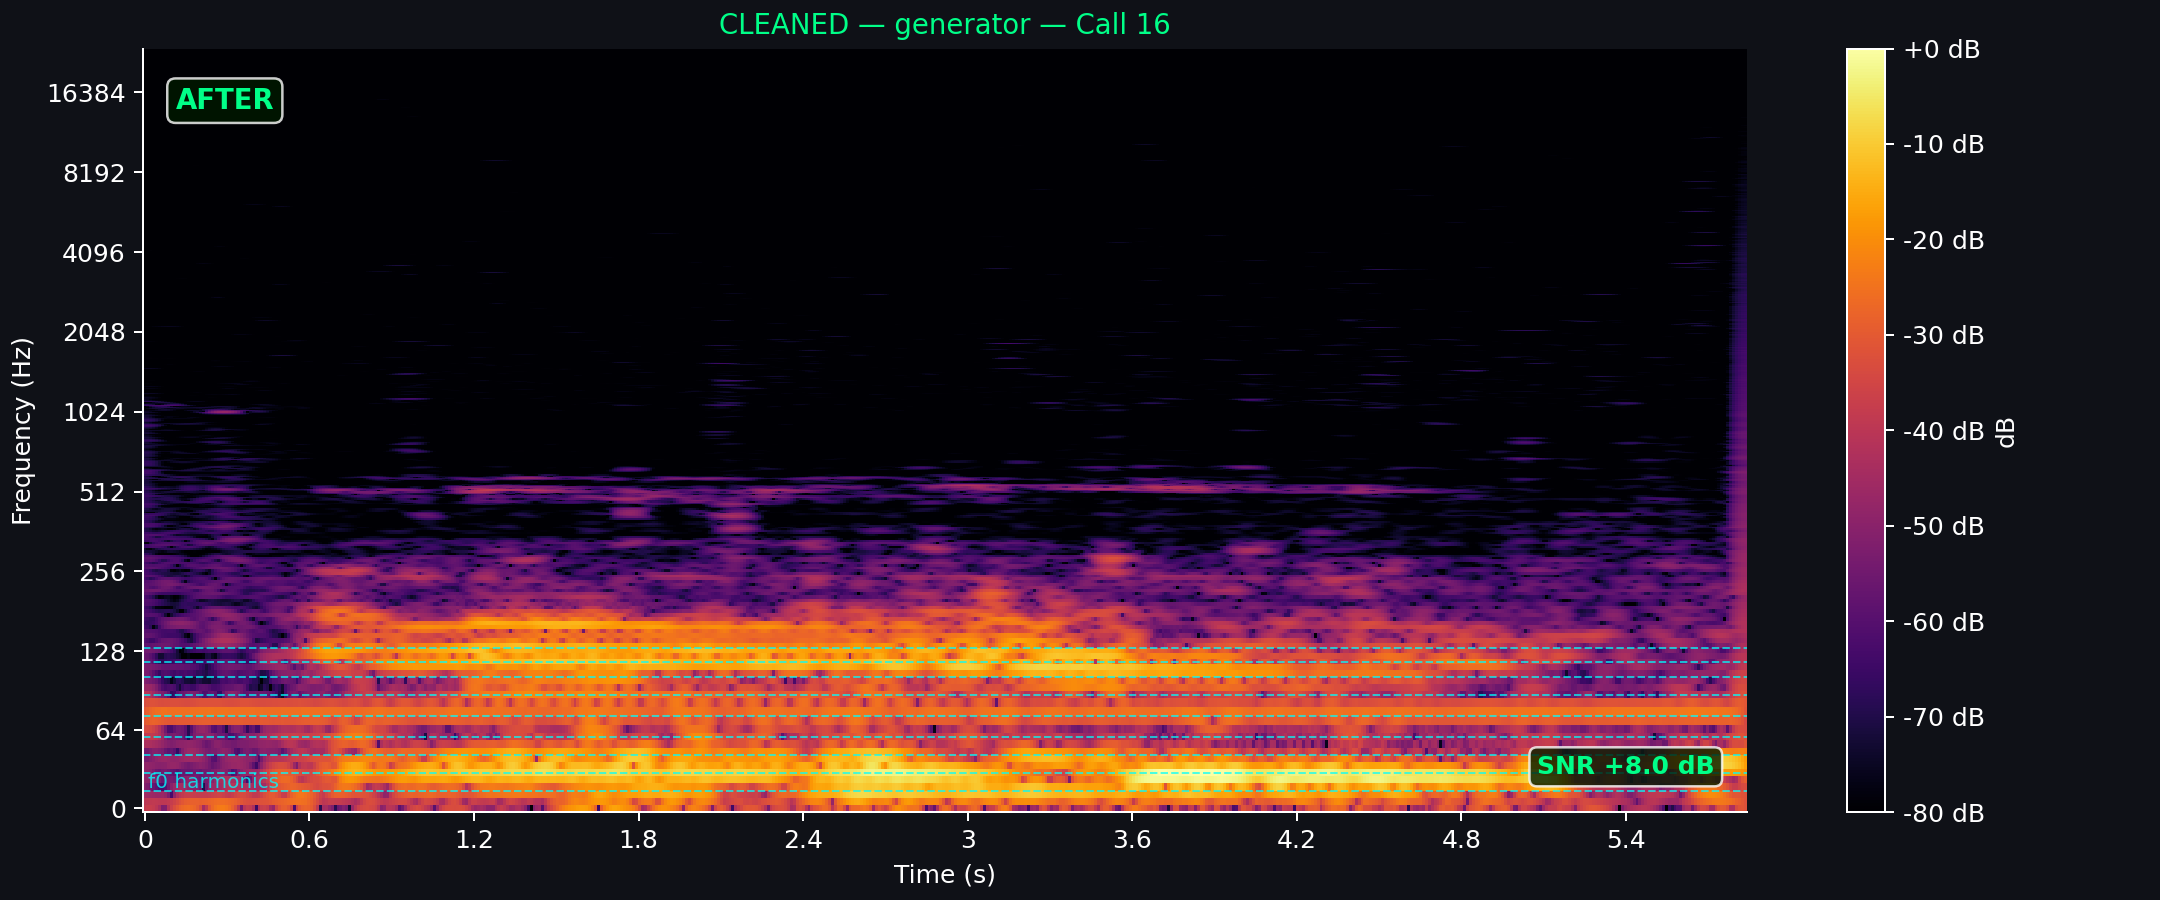 CLEANED — generator — Call 16
AFTER
Frequency (Hz)
16384
8192
4096
2048
1024
512
256
128
64
0
f0 harmonics
SNR +8.0 dB
0 0.6 1.2 1.8 2.4 3 3.6 4.2 4.8 5.4
Time (s)
+0 dB
-10 dB
-20 dB
-30 dB
-40 dB
-50 dB
-60 dB
-70 dB
-80 dB
dB